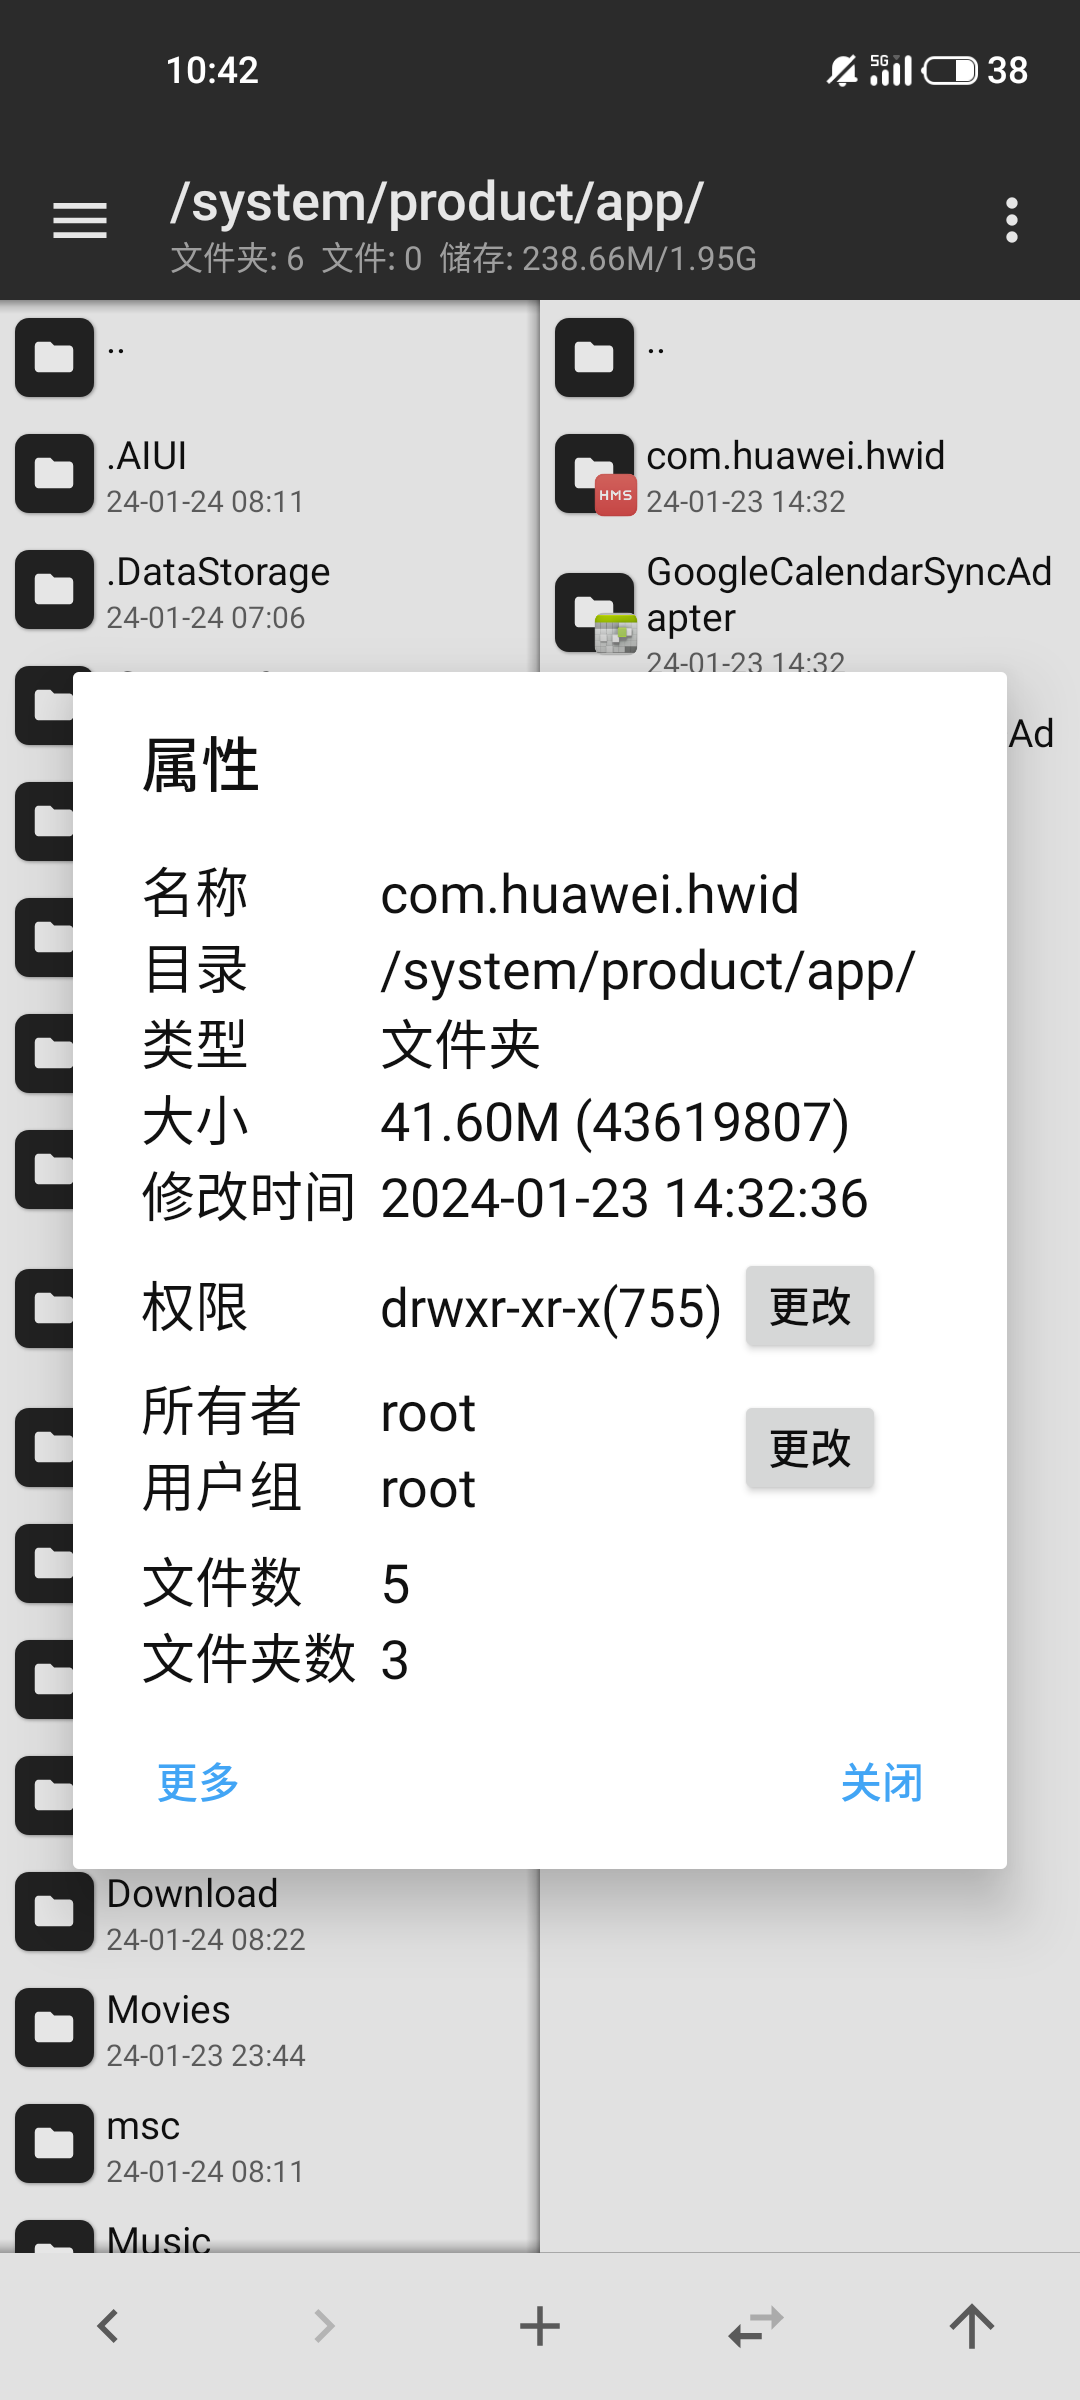 10:42
5G
38
/system/product/app/
文件夹: 6 文件: 0 储存: 238.66M/1.95G
..
.AIUI
24-01-24 08:11
.DataStorage
24-01-24 07:06
..
com.huawei.hwid
HMS
24-01-23 14:32
GoogleCalendarSyncAd
apter
24-01-23 14:32
Ad
属性
名称 com.huawei.hwid
目录 /system/product/app/
类型 文件夹
大小 41.60M (43619807)
修改时间 2024-01-23 14:32:36
权限 drwxr-xr-x(755) 更改
所有者 root
更改
用户组 root
文件数 5
文件夹数 3
更多 关闭
Download
24-01-24 08:22
Movies
24-01-23 23:44
msc
24-01-24 08:11
Music